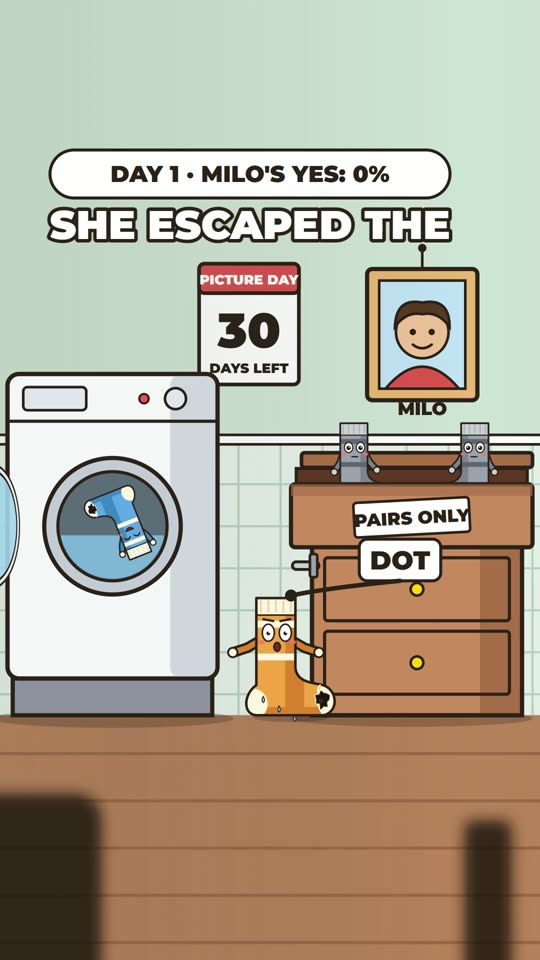 DAY 1 • MILO'S YES: 0%
SHE ESCAPED THE
PICTURE DAY
30
DAYS LEFT
MILO
PAIRS ONLY
DOT